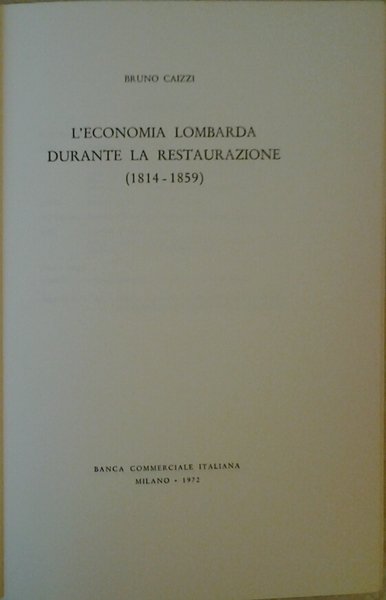 BRUNO CAIZZI
L'ECONOMIA LOMBARDA
DURANTE LA RESTAURAZIONE
(1814 - 1859)
BANCA COMMERCIALE ITALIANA
MILANO • 1972